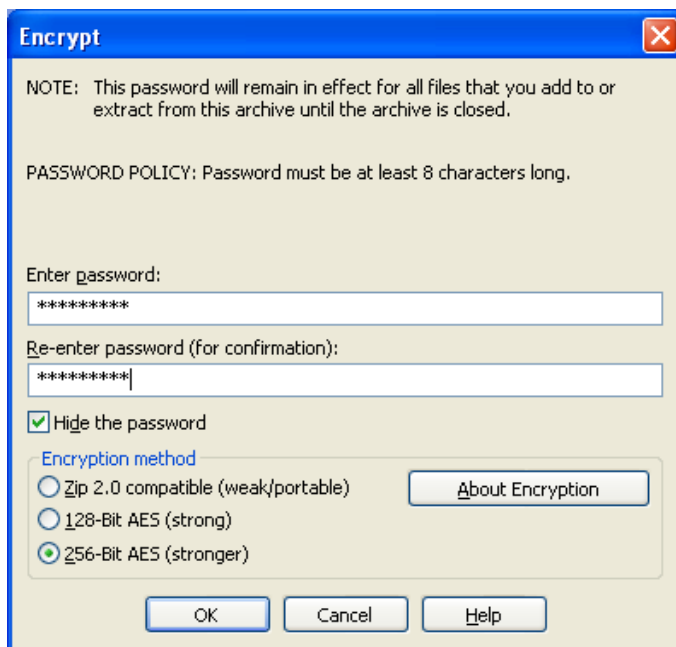 Encrypt
NOTE: This password will remain in effect for all files that you add to or
extract from this archive until the archive is closed.
PASSWORD POLICY: Password must be at least 8 characters long.
Enter password:
*********
Re-enter password (for confirmation):
*********
Hide the password
Encryption method
Zip 2.0 compatible (weak/portable)
About Encryption
128-Bit AES (strong)
256-Bit AES (stronger)
OK Cancel Help